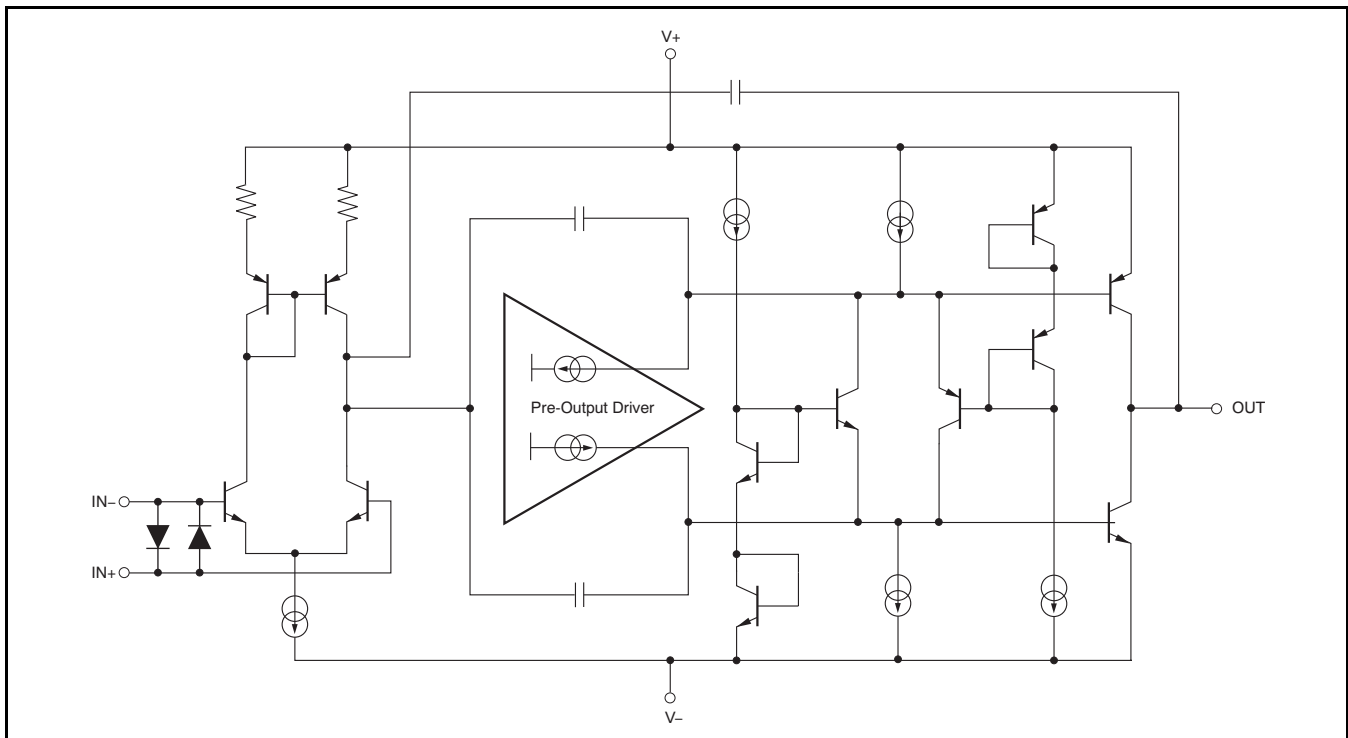 V+
Pre-Output Driver
OUT
IN–
IN+
V–